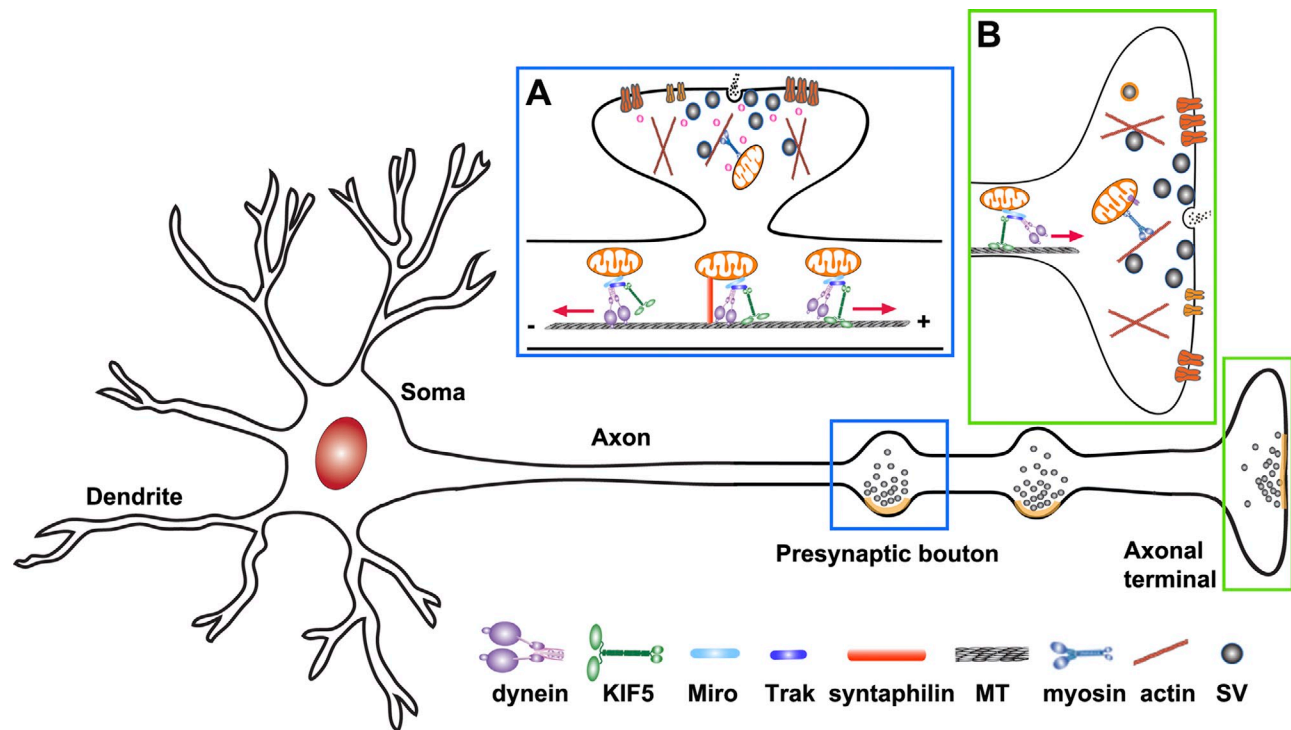 A
B
-
+
Soma
Axon
Dendrite
Presynaptic bouton
Axonal
terminal
dynein KIF5 Miro Trak syntaphilin MT myosin actin SV